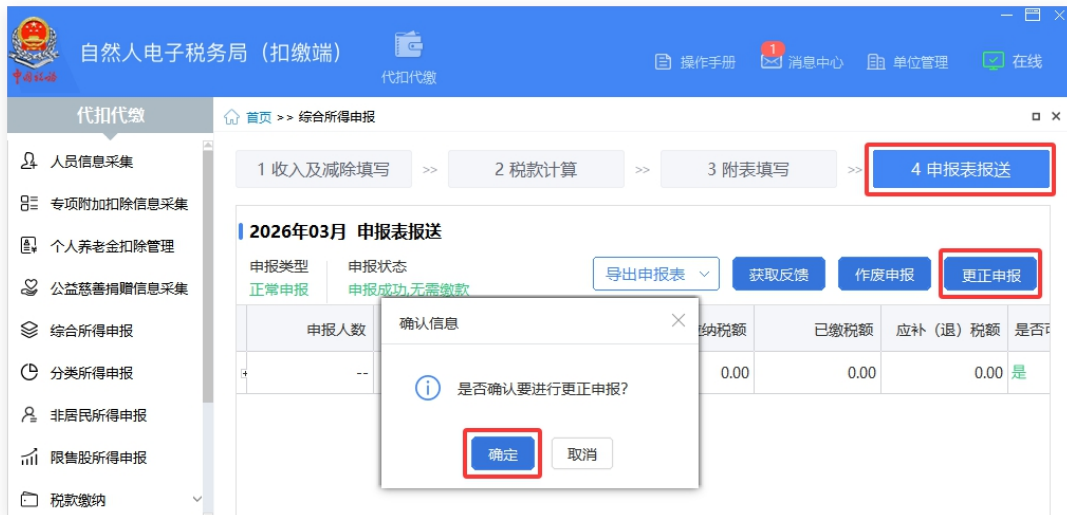 自然人电子税务局（扣缴端）
代扣代缴
操作手册
1
消息中心
单位管理
在线
中国税务
代扣代缴
首页 >> 综合所得申报
人员信息采集
专项附加扣除信息采集
个人养老金扣除管理
公益慈善捐赠信息采集
综合所得申报
分类所得申报
非居民所得申报
限售股所得申报
税款缴纳
1 收入及减除填写 >> 2 税款计算 >> 3 附表填写 >> 4 申报表报送
2026年03月 申报表报送
申报类型 申报状态
正常申报 申报成功,无需缴款
导出申报表 获取反馈 作废申报 更正申报
申报人数 纳税额 已缴税额 应补（退）税额 是否
-- 0.00 0.00 0.00 是
确认信息
是否确认要进行更正申报？
确定 取消